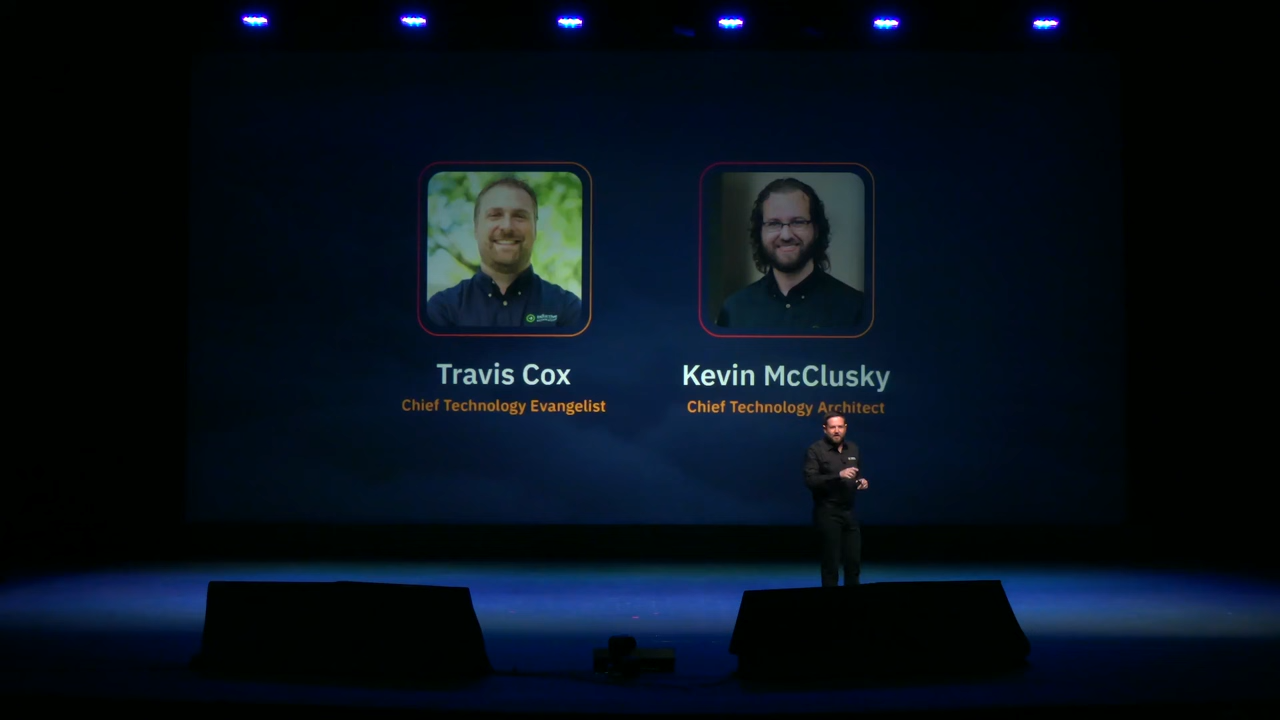 Travis Cox
Chief Technology Evangelist
Kevin McClusky
Chief Technology Architect